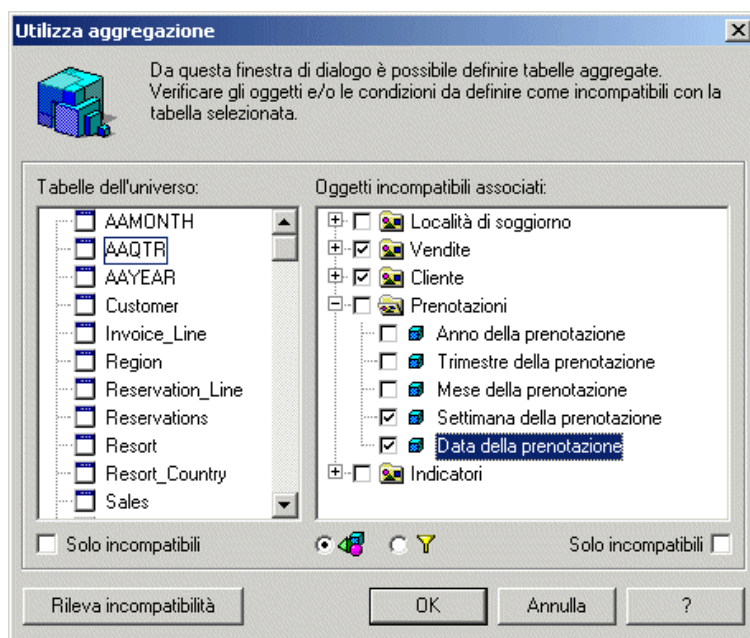 Utilizza aggregazione
Da questa finestra di dialogo è possibile definire tabelle aggregate.
Verificare gli oggetti e/o le condizioni da definire come incompatibili con la
tabella selezionata.
Tabelle dell'universo:
AAMONTH
AAQTR
AAYEAR
Customer
Invoice_Line
Region
Reservation_Line
Reservations
Resort
Resort_Country
Sales
Solo incompatibili
Oggetti incompatibili associati:
Località di soggiorno
Vendite
Cliente
Prenotazioni
Anno della prenotazione
Trimestre della prenotazione
Mese della prenotazione
Settimana della prenotazione
Data della prenotazione
Indicatori
Solo incompatibili
Rileva incompatibilità
OK
Annulla
?